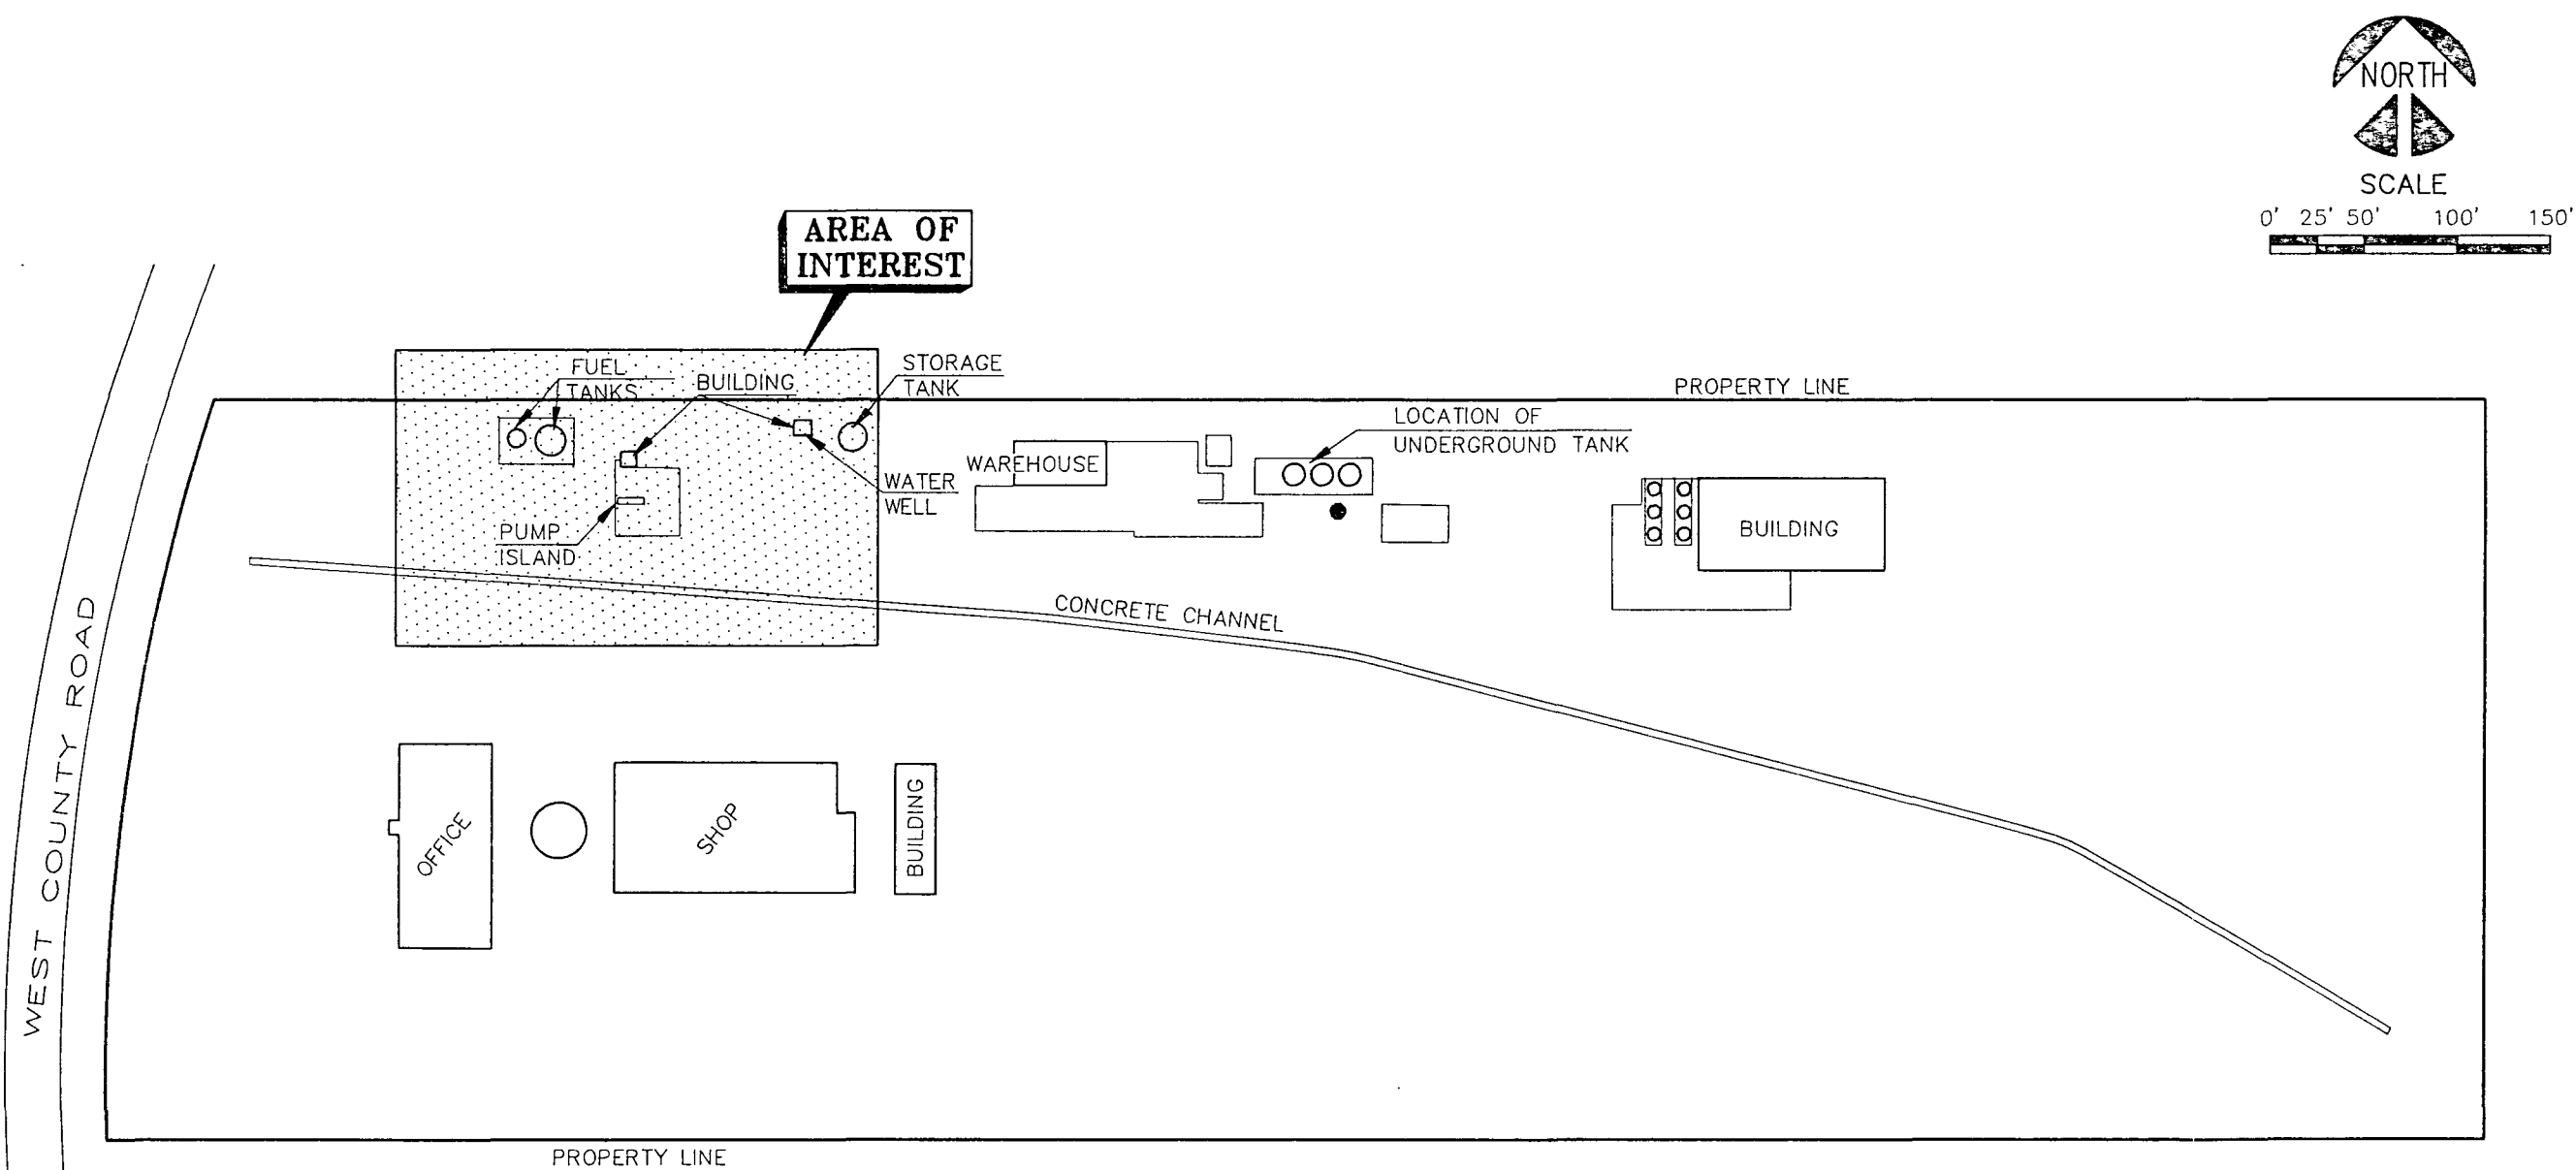 NORTH
SCALE
0' 25' 50' 100' 150'
AREA OF
INTEREST
FUEL
TANKS
BUILDING
STORAGE
TANK
PROPERTY LINE
LOCATION OF
UNDERGROUND TANK
WAREHOUSE
WATER
WELL
PUMP
ISLAND
BUILDING
CONCRETE CHANNEL
WEST COUNTY ROAD
OFFICE
SHOP
BUILDING
PROPERTY LINE